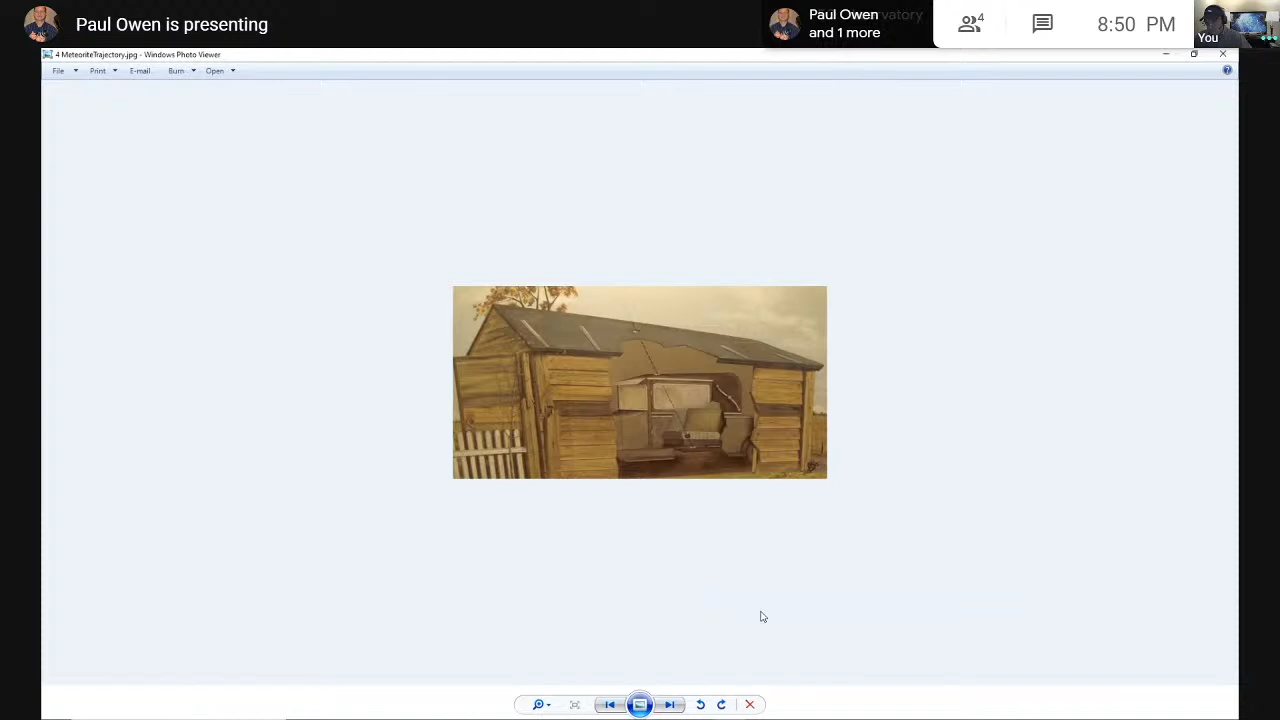 Paul Owen is presenting
Paul Owen vatory
and 1 more
4
8:50 PM
You
4 MeteoriteTrajectory.jpg - Windows Photo Viewer
File Print E-mail Burn Open